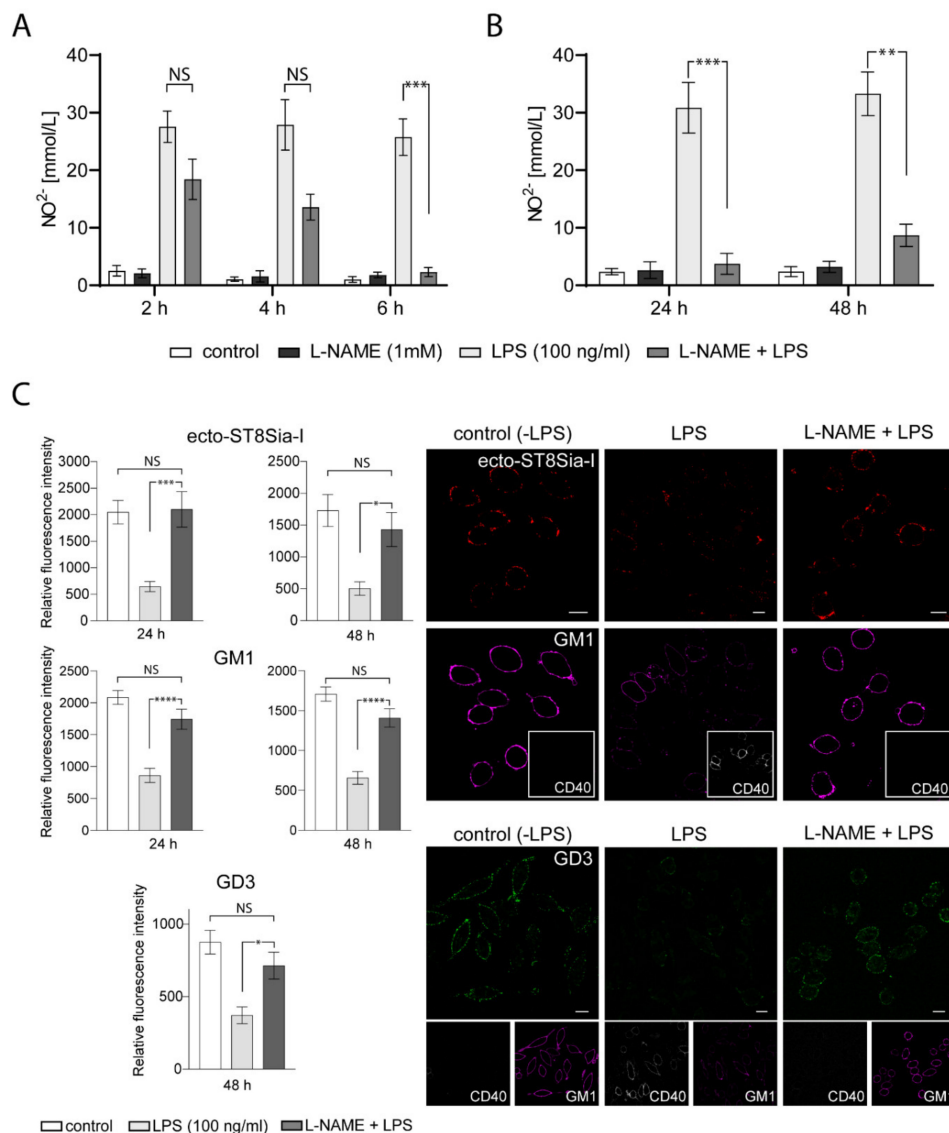 A
B
NO²⁻ [mmol/L]
40
30
20
10
0
NS
NS
***
2 h
4 h
6 h
NO²⁻ [mmol/L]
40
30
20
10
0
***
**
24 h
48 h
control
L-NAME (1mM)
LPS (100 ng/ml)
L-NAME + LPS
C
ecto-ST8Sia-I
Relative fluorescence intensity
3000
2500
2000
1500
1000
500
0
NS
***
24 h
2500
2000
1500
1000
500
0
NS
*
48 h
GM1
Relative fluorescence intensity
2500
2000
1500
1000
500
0
NS
****
24 h
2000
1500
1000
500
0
NS
****
48 h
GD3
Relative fluorescence intensity
1000
500
0
NS
*
48 h
control
LPS (100 ng/ml)
L-NAME + LPS
control (-LPS)
LPS
L-NAME + LPS
ecto-ST8Sia-I
GM1
CD40
CD40
CD40
control (-LPS)
LPS
L-NAME + LPS
GD3
CD40
GM1
CD40
GM1
CD40
GM1